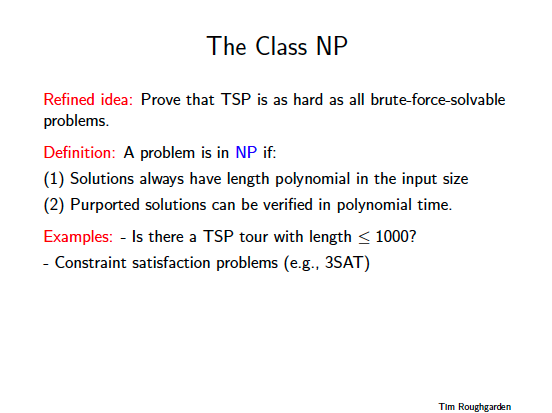 The Class NP
Refined idea: Prove that TSP is as hard as all brute-force-solvable
problems.
Definition: A problem is in NP if:
(1) Solutions always have length polynomial in the input size
(2) Purported solutions can be verified in polynomial time.
Examples: - Is there a TSP tour with length ≤ 1000?
- Constraint satisfaction problems (e.g., 3SAT)
Tim Roughgarden